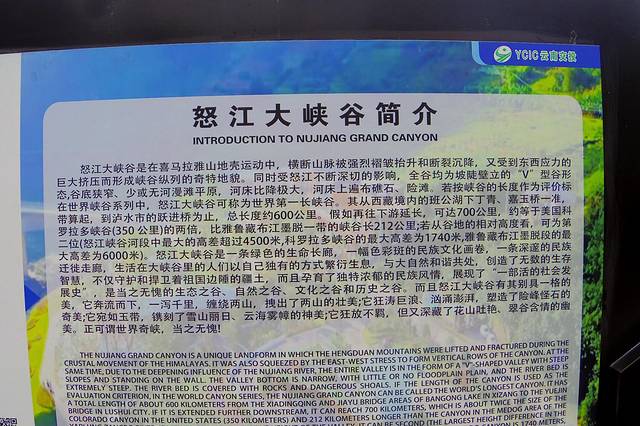 YCIC 云南交投
怒江大峡谷简介
INTRODUCTION TO NUJIANG GRAND CANYON
怒江大峡谷是在喜马拉雅山地壳运动中，横断山脉被强烈褶皱抬升和断裂沉降，又受到东西应力的
巨大挤压而形成峡谷纵列的奇特地貌。同时受怒江不断深切的影响，全谷均为坡陡壁立的“V”型谷形
态,谷底狭窄、少或无河漫滩平原，河床比降极大，河床上遍布礁石、险滩。若按峡谷的长度作为评价标
在世界峡谷系列中，怒江大峡谷可称为世界第一长峡谷。其从西藏境内的班公湖下丁青、嘉玉桥一准，
带算起，到泸水市的跃进桥为止，总长度约600公里。假如再往下游延长，可达700公里，约等于美国科
罗拉多峡谷(350公里)的两倍，比雅鲁藏布江墨脱一带的峡谷长212公里;若从谷地的相对高度看，可为第
二位(怒江峡谷河段中最大的高差超过4500米,科罗拉多峡谷的最大高差为1740米,雅鲁藏布江墨脱段的最
大高差为6000米)。怒江大峡谷是一条绿色的生命长廊，一幅色彩斑的民族文化画卷，一条深邃的民族
迁徙走廊，生活在大峡谷里的人们以自己独有的方式繁衍生息，与大自然和谐共处，创造了无数的生存
智慧，不仅守护和捍卫着祖国边陲的疆土，而且孕育了独特浓郁的民族风情，展现了“一部活的社会发
展史”，是当之无愧的生态之谷、自然之谷、文化之谷和历史之谷。而且怒江大峡谷有其别具一格的
美，它奔流而下，一泻千里，缠绕两山，拽出了两山的壮美;它狂涛巨浪、汹涌澎湃，塑造了险峰怪石的
奇美;它宛如玉带，镌刻了雪山丽日、云海雾幛的神美;它狂放不羁，但又深藏了花山吐艳、翠谷含情的幽
美。正可谓世界奇峡，当之无愧!
THE NUJIANG GRAND CANYON IS A UNIQUE LANDFORM IN WHICH THE HENGDUAN MOUNTAINS WERE LIFTED AND FRACTURED DURING THE
CRUSTAL MOVEMENT OF THE HIMALAYAS. IT WAS ALSO SQUEEZED BY THE EAST-WEST STRESS TO FORM VERTICAL ROWS OF THE CANYON. AT THE
SAME TIME, DUE TO THE DEEPENING INFLUENCE OF THE NUJIANG RIVER, THE ENTIRE VALLEY IS IN THE FORM OF A "V"-SHAPED VALLEY WITH STEEP
SLOPES AND STANDING ON THE WALL. THE VALLEY BOTTOM IS NARROW, WITH LITTLE OR NO FLOODPLAIN PLAIN, AND THE RIVER BED IS
EXTREMELY STEEP. THE RIVER BED IS COVERED WITH ROCKS AND DANGEROUS SHOALS. IF THE LENGTH OF THE CANYON IS USED AS THE
EVALUATION CRITERION, IN THE WORLD CANYON SERIES, THE NUJIANG GRAND CANYON CAN BE CALLED THE WORLD'S LONGEST CANYON. IT HAS
A TOTAL LENGTH OF ABOUT 600 KILOMETERS FROM THE XIADINGQING AND JIAYU BRIDGE AREAS OF BANGONG LAKE IN XIZANG TO THE YUEJIN
BRIDGE IN LUSHUI CITY. IF IT IS EXTENDED FURTHER DOWNSTREAM, IT CAN REACH 700 KILOMETERS, WHICH IS ABOUT TWICE THE SIZE OF THE
COLORADO CANYON IN THE UNITED STATES (350 KILOMETERS) AND 212 KILOMETERS LONGER THAN THE CANYON IN THE MEDOG AREA OF THE